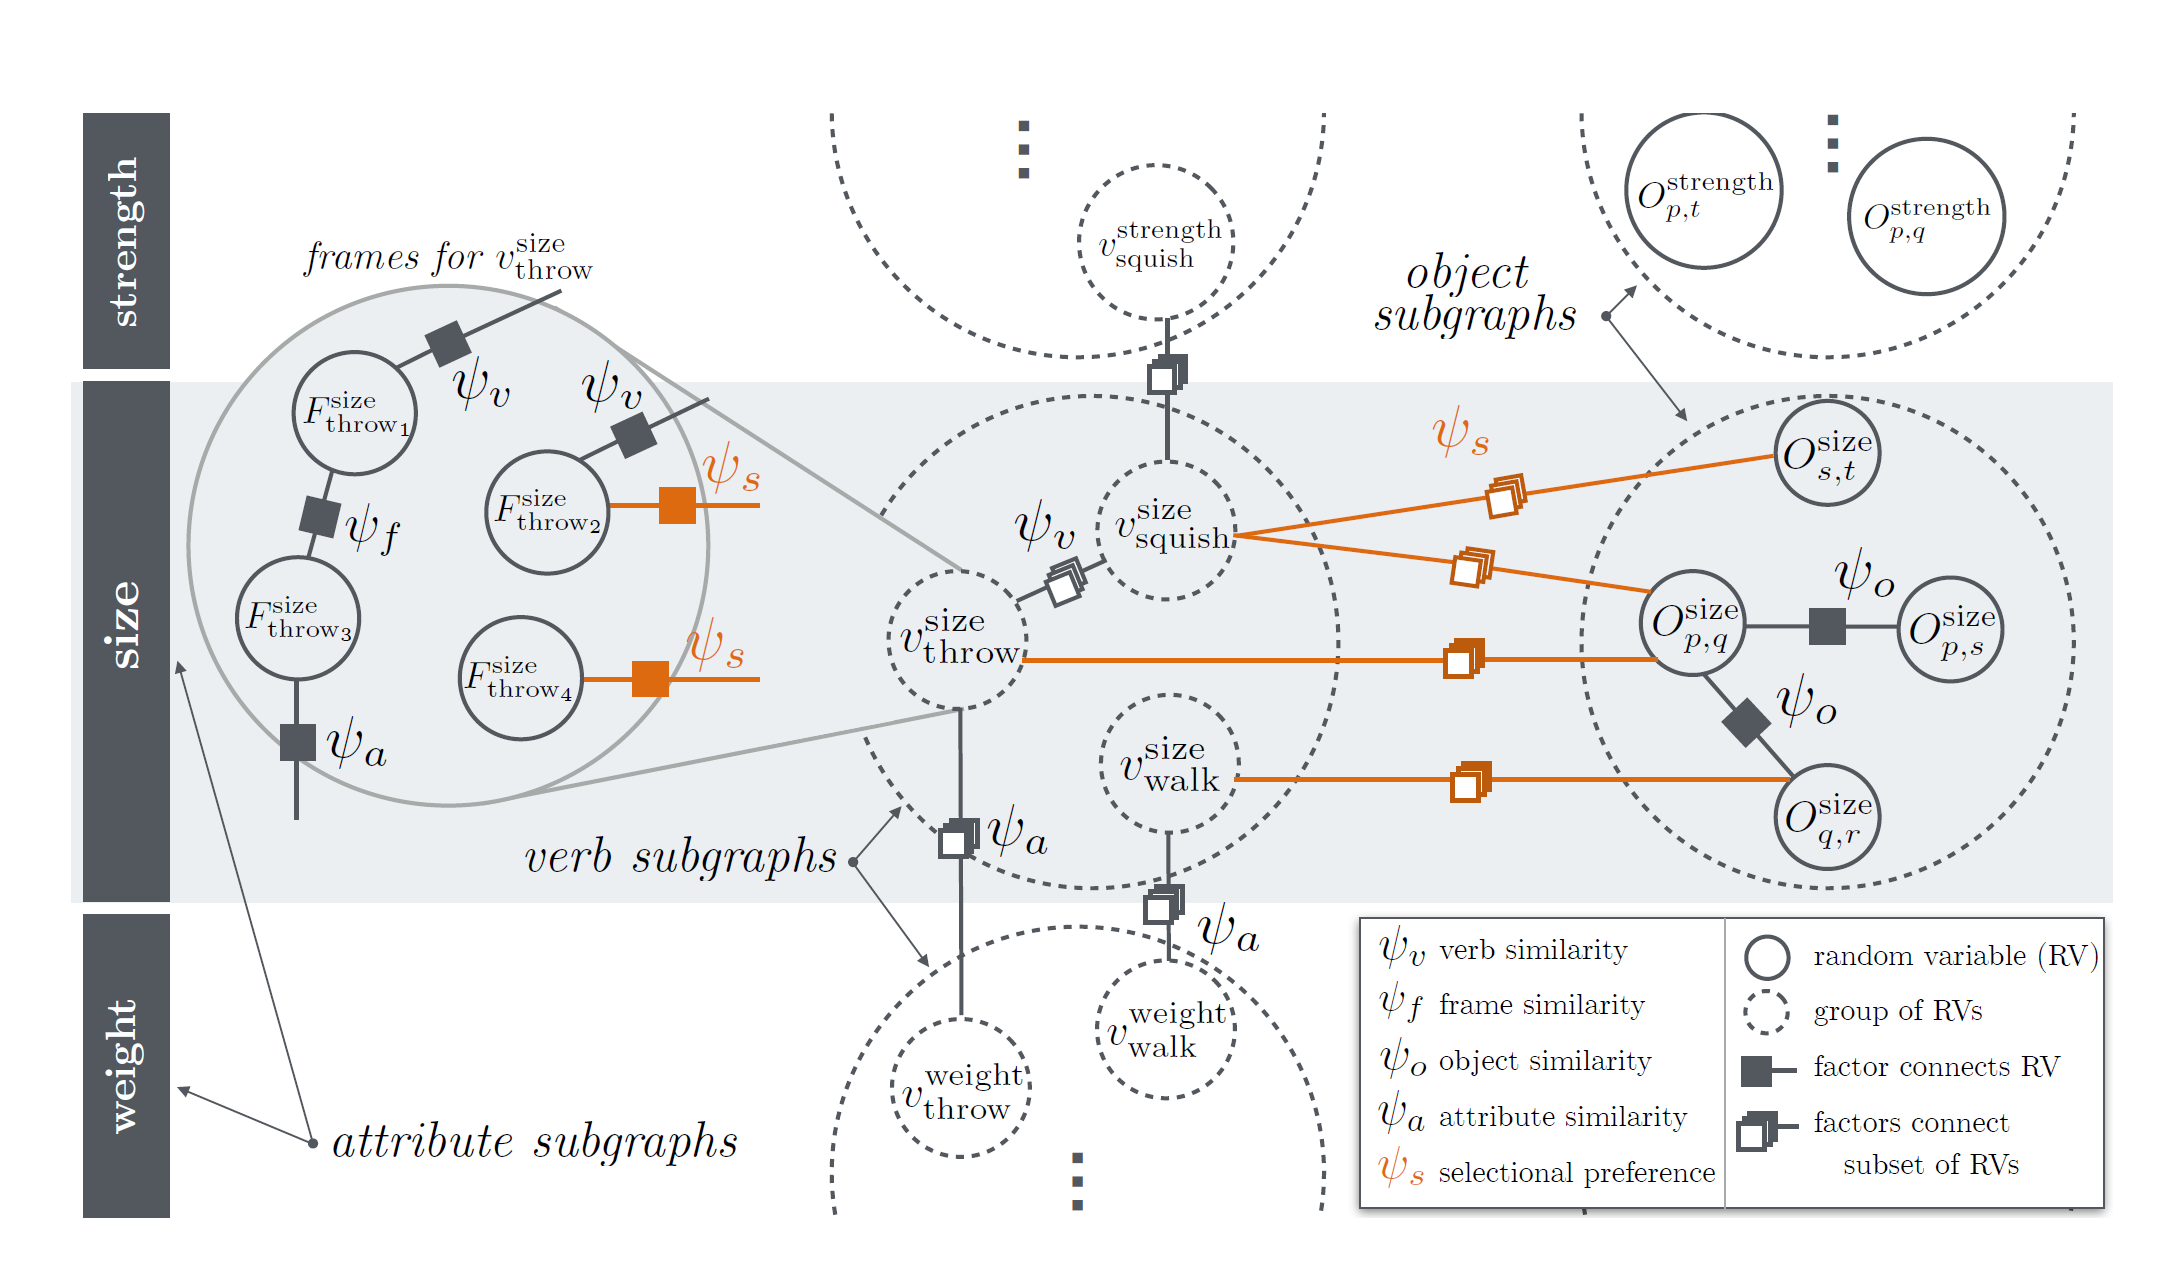 strength
size
weight
frames for v^size_throw
F^size_throw₁
ψ_v
ψ_v
ψ_f
F^size_throw₂
ψ_s
F^size_throw₃
F^size_throw₄
ψ_s
ψ_a
v^strength_squish
v^size_squish
ψ_v
v^size_throw
v^size_walk
ψ_a
ψ_a
verb subgraphs
v^weight_walk
v^weight_throw
attribute subgraphs
O^strength_p,t
O^strength_p,q
object
subgraphs
ψ_s
O^size_s,t
ψ_o
O^size_p,q
O^size_p,s
ψ_o
O^size_q,r
ψ_v verb similarity
ψ_f frame similarity
ψ_o object similarity
ψ_a attribute similarity
ψ_s selectional preference
random variable (RV)
group of RVs
factor connects RV
factors connect
subset of RVs